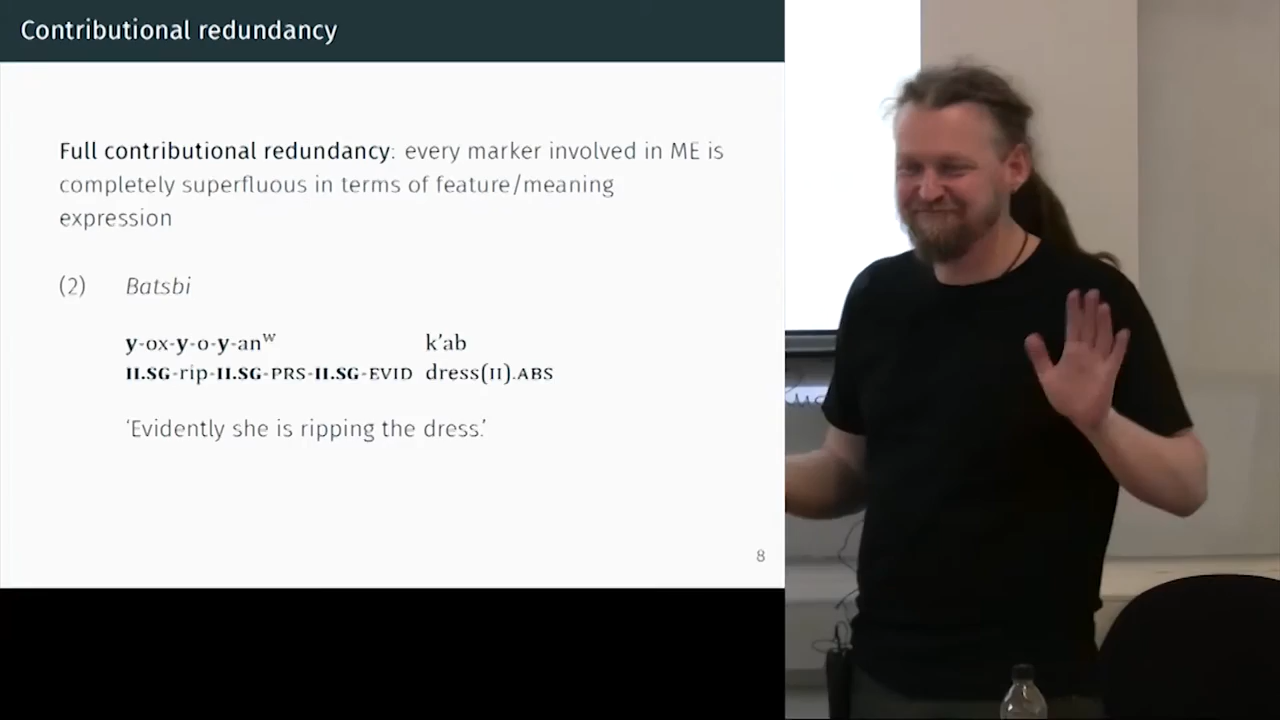 Contributional redundancy
Full contributional redundancy: every marker involved in ME is
completely superfluous in terms of feature/meaning
expression
(2) Batsbi
y-ox-y-o-y-anʷ k’ab
II.SG-rip-II.SG-PRS-II.SG-EVID dress(II).ABS
‘Evidently she is ripping the dress.’
8